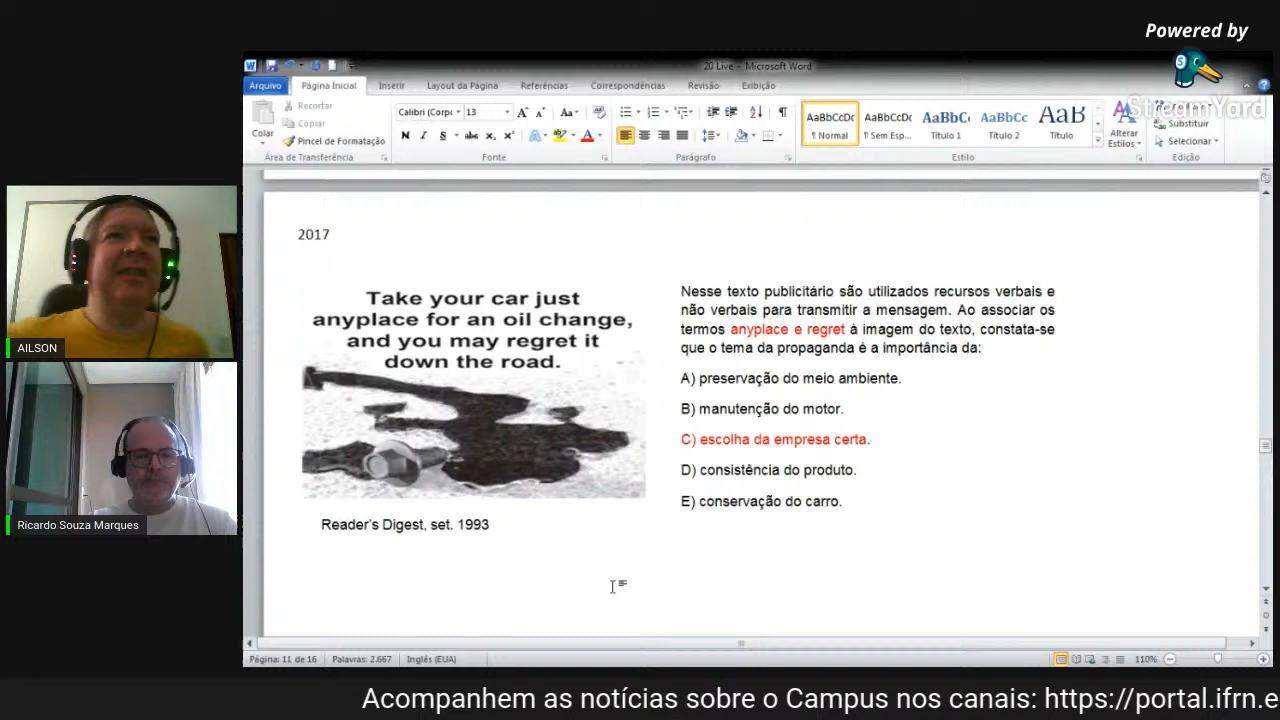 Powered by
StreamYard
20 Live - Microsoft Word
Arquivo Página Inicial Inserir Layout da Página Referências Correspondências Revisão Exibição
Colar
Recortar
Copiar
Pincel de Formatação
Área de Transferência
Calibri (Corp 13
Fonte
Parágrafo
AaBbCcDc AaBbCcDc AaBbC AaBbCc AaB
¶ Normal ¶ Sem Esp... Título 1 Título 2 Título
Alterar
Estilos
Estilo
Substituir
Selecionar
Edição
2017
Take your car just
anyplace for an oil change,
and you may regret it
down the road.
Reader's Digest, set. 1993
Nesse texto publicitário são utilizados recursos verbais e
não verbais para transmitir a mensagem. Ao associar os
termos anyplace e regret à imagem do texto, constata-se
que o tema da propaganda é a importância da:
A) preservação do meio ambiente.
B) manutenção do motor.
C) escolha da empresa certa.
D) consistência do produto.
E) conservação do carro.
AILSON
Ricardo Souza Marques
Página: 11 de 16 Palavras: 2.667 Inglês (EUA) 110%
Acompanhem as notícias sobre o Campus nos canais: https://portal.ifrn.e